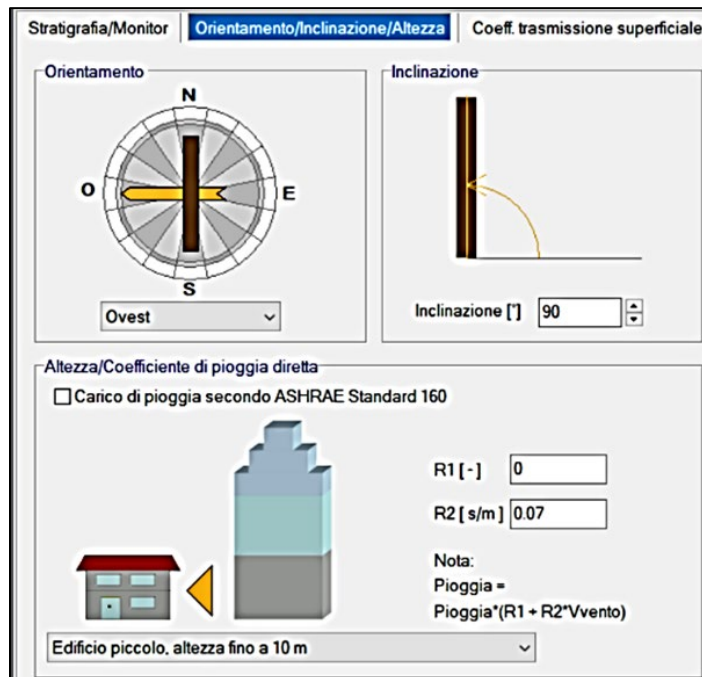 Stratigrafia/Monitor Orientamento/Inclinazione/Altezza Coeff. trasmissione superficiale
Orientamento
N
O E
S
Ovest
Inclinazione
Inclinazione [°] 90
Altezza/Coefficiente di pioggia diretta
Carico di pioggia secondo ASHRAE Standard 160
R1 [ - ] 0
R2 [ s/m ] 0.07
Nota:
Pioggia =
Pioggia*(R1 + R2*Vvento)
Edificio piccolo, altezza fino a 10 m